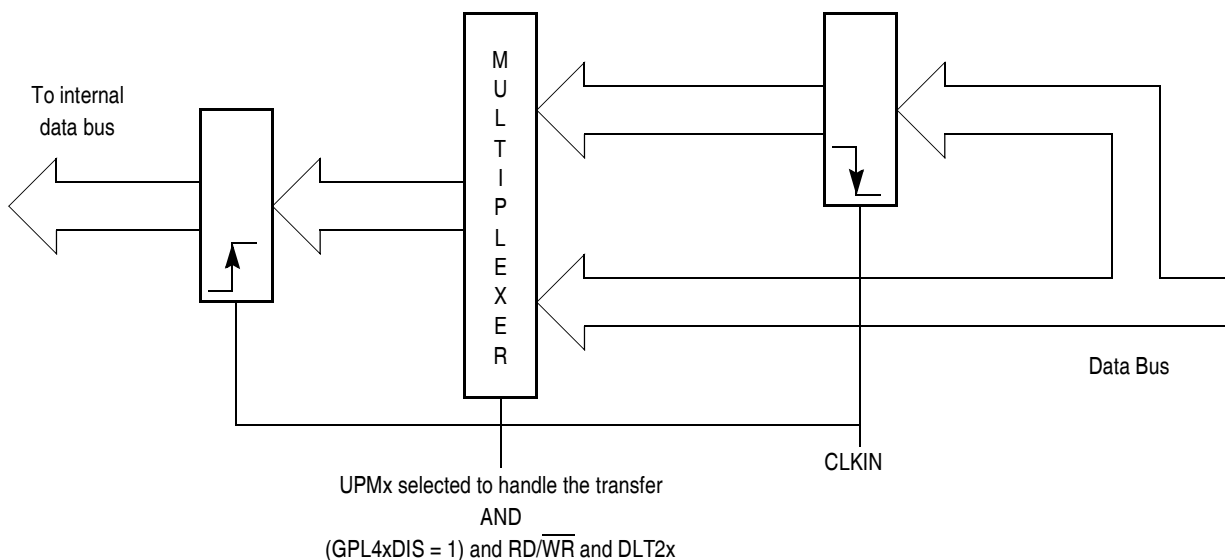 To internal
data bus
MULTIPLEXER
Data Bus
CLKIN
UPMx selected to handle the transfer
AND
(GPL4xDIS = 1) and RD/W̅R̅ and DLT2x